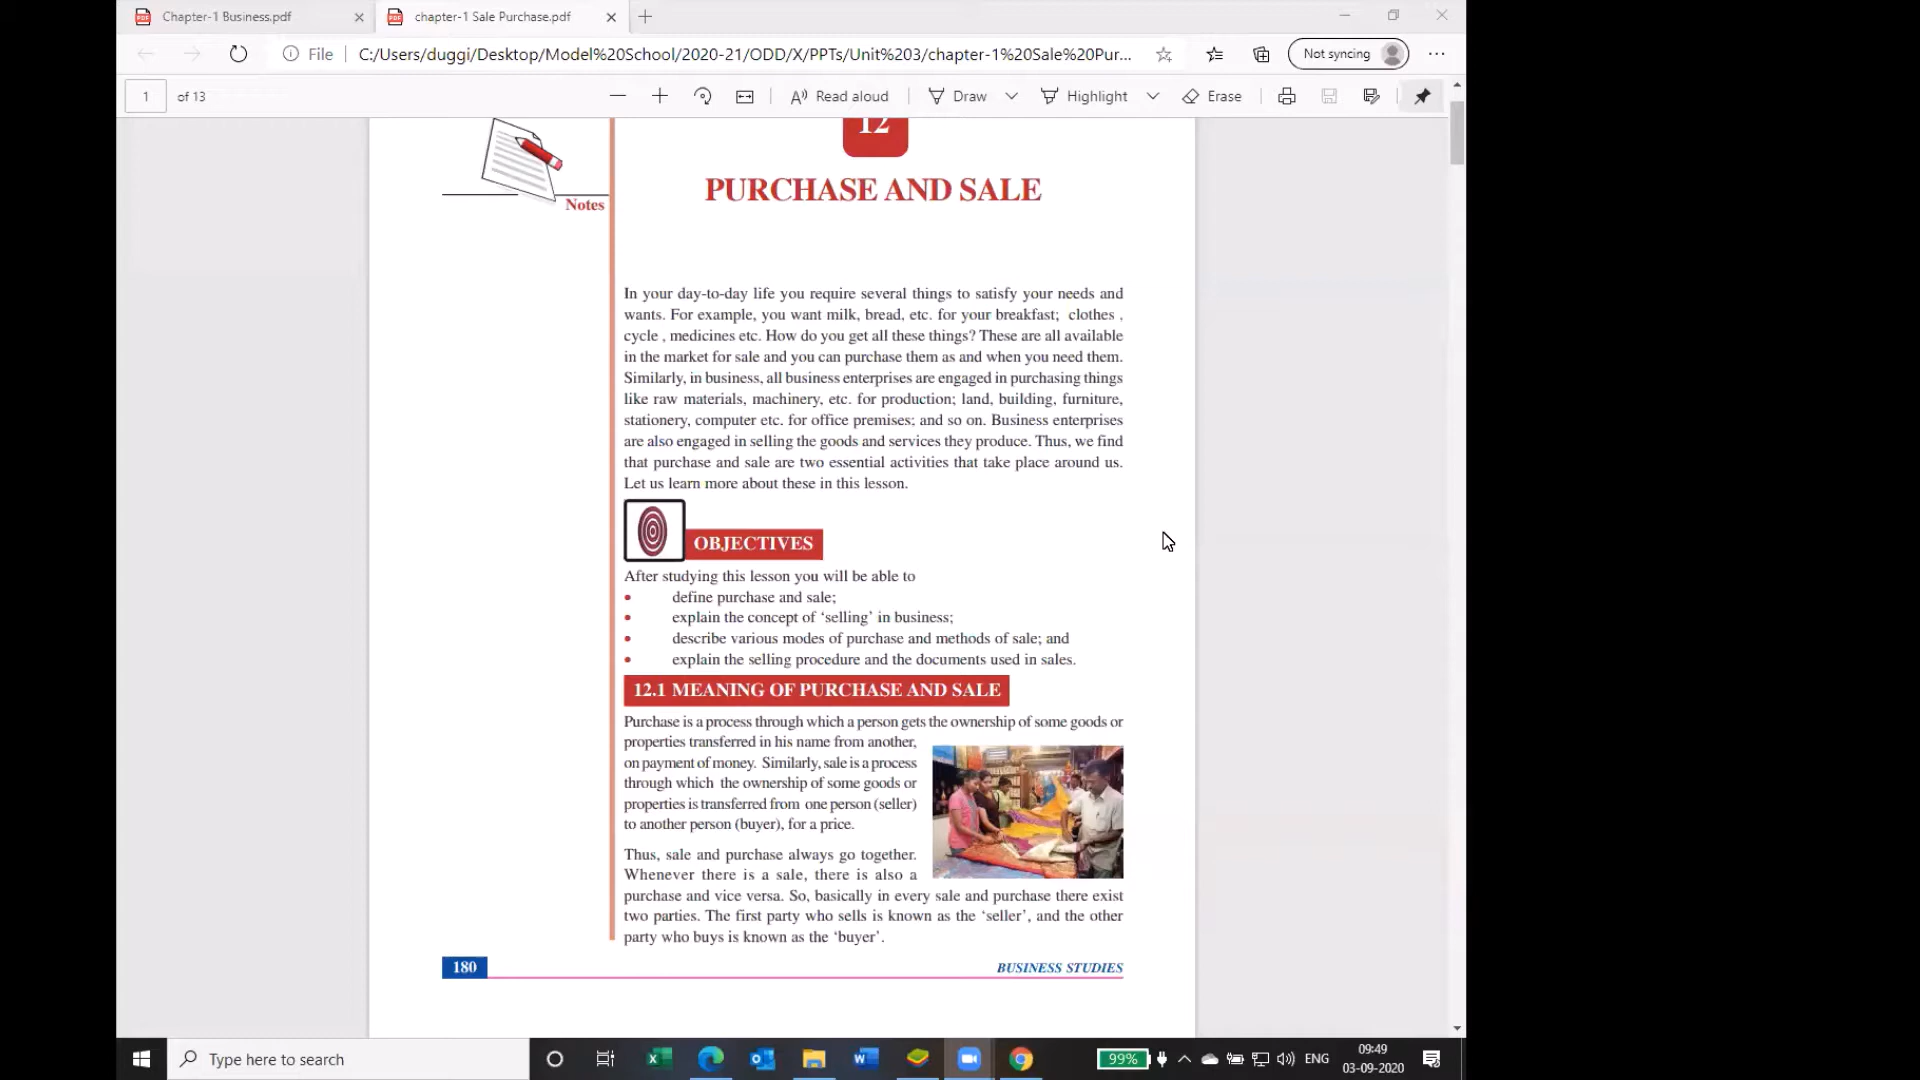 Chapter-1 Business.pdf
chapter-1 Sale Purchase.pdf
File
C:/Users/duggi/Desktop/Model%20School/2020-21/ODD/X/PPTs/Unit%203/chapter-1%20Sale%20Pur...
Not syncing
1 of 13
Read aloud
Draw
Highlight
Erase
12
Notes
PURCHASE AND SALE
In your day-to-day life you require several things to satisfy your needs and
wants. For example, you want milk, bread, etc. for your breakfast; clothes ,
cycle , medicines etc. How do you get all these things? These are all available
in the market for sale and you can purchase them as and when you need them.
Similarly, in business, all business enterprises are engaged in purchasing things
like raw materials, machinery, etc. for production; land, building, furniture,
stationery, computer etc. for office premises; and so on. Business enterprises
are also engaged in selling the goods and services they produce. Thus, we find
that purchase and sale are two essential activities that take place around us.
Let us learn more about these in this lesson.
OBJECTIVES
After studying this lesson you will be able to
• define purchase and sale;
• explain the concept of ‘selling’ in business;
• describe various modes of purchase and methods of sale; and
• explain the selling procedure and the documents used in sales.
12.1 MEANING OF PURCHASE AND SALE
Purchase is a process through which a person gets the ownership of some goods or
properties transferred in his name from another,
on payment of money. Similarly, sale is a process
through which the ownership of some goods or
properties is transferred from one person (seller)
to another person (buyer), for a price.
Thus, sale and purchase always go together.
Whenever there is a sale, there is also a
purchase and vice versa. So, basically in every sale and purchase there exist
two parties. The first party who sells is known as the ‘seller’, and the other
party who buys is known as the ‘buyer’.
180
BUSINESS STUDIES
Type here to search
99%
ENG
09:49
03-09-2020